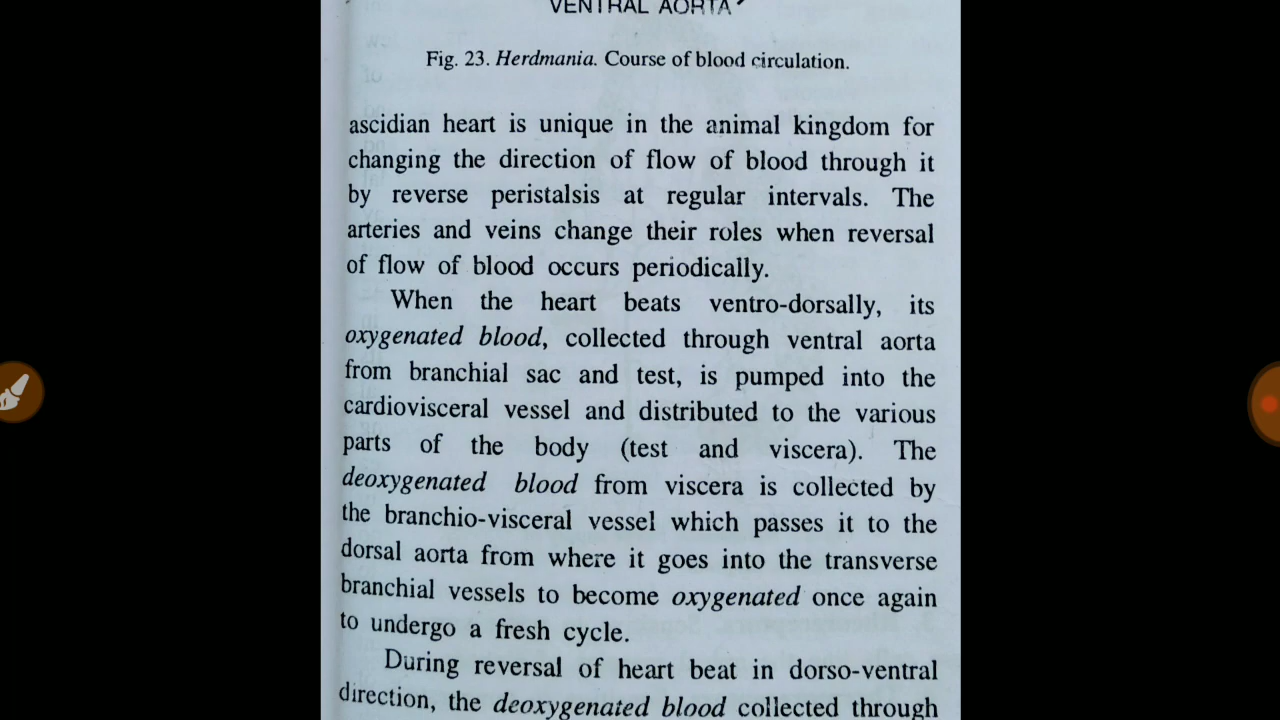 VENTRAL AORTA
Fig. 23. Herdmania. Course of blood circulation.
ascidian heart is unique in the animal kingdom for
changing the direction of flow of blood through it
by reverse peristalsis at regular intervals. The
arteries and veins change their roles when reversal
of flow of blood occurs periodically.
When the heart beats ventro-dorsally, its
oxygenated blood, collected through ventral aorta
from branchial sac and test, is pumped into the
cardiovisceral vessel and distributed to the various
parts of the body (test and viscera). The
deoxygenated blood from viscera is collected by
the branchio-visceral vessel which passes it to the
dorsal aorta from where it goes into the transverse
branchial vessels to become oxygenated once again
to undergo a fresh cycle.
During reversal of heart beat in dorso-ventral
direction, the deoxygenated blood collected through